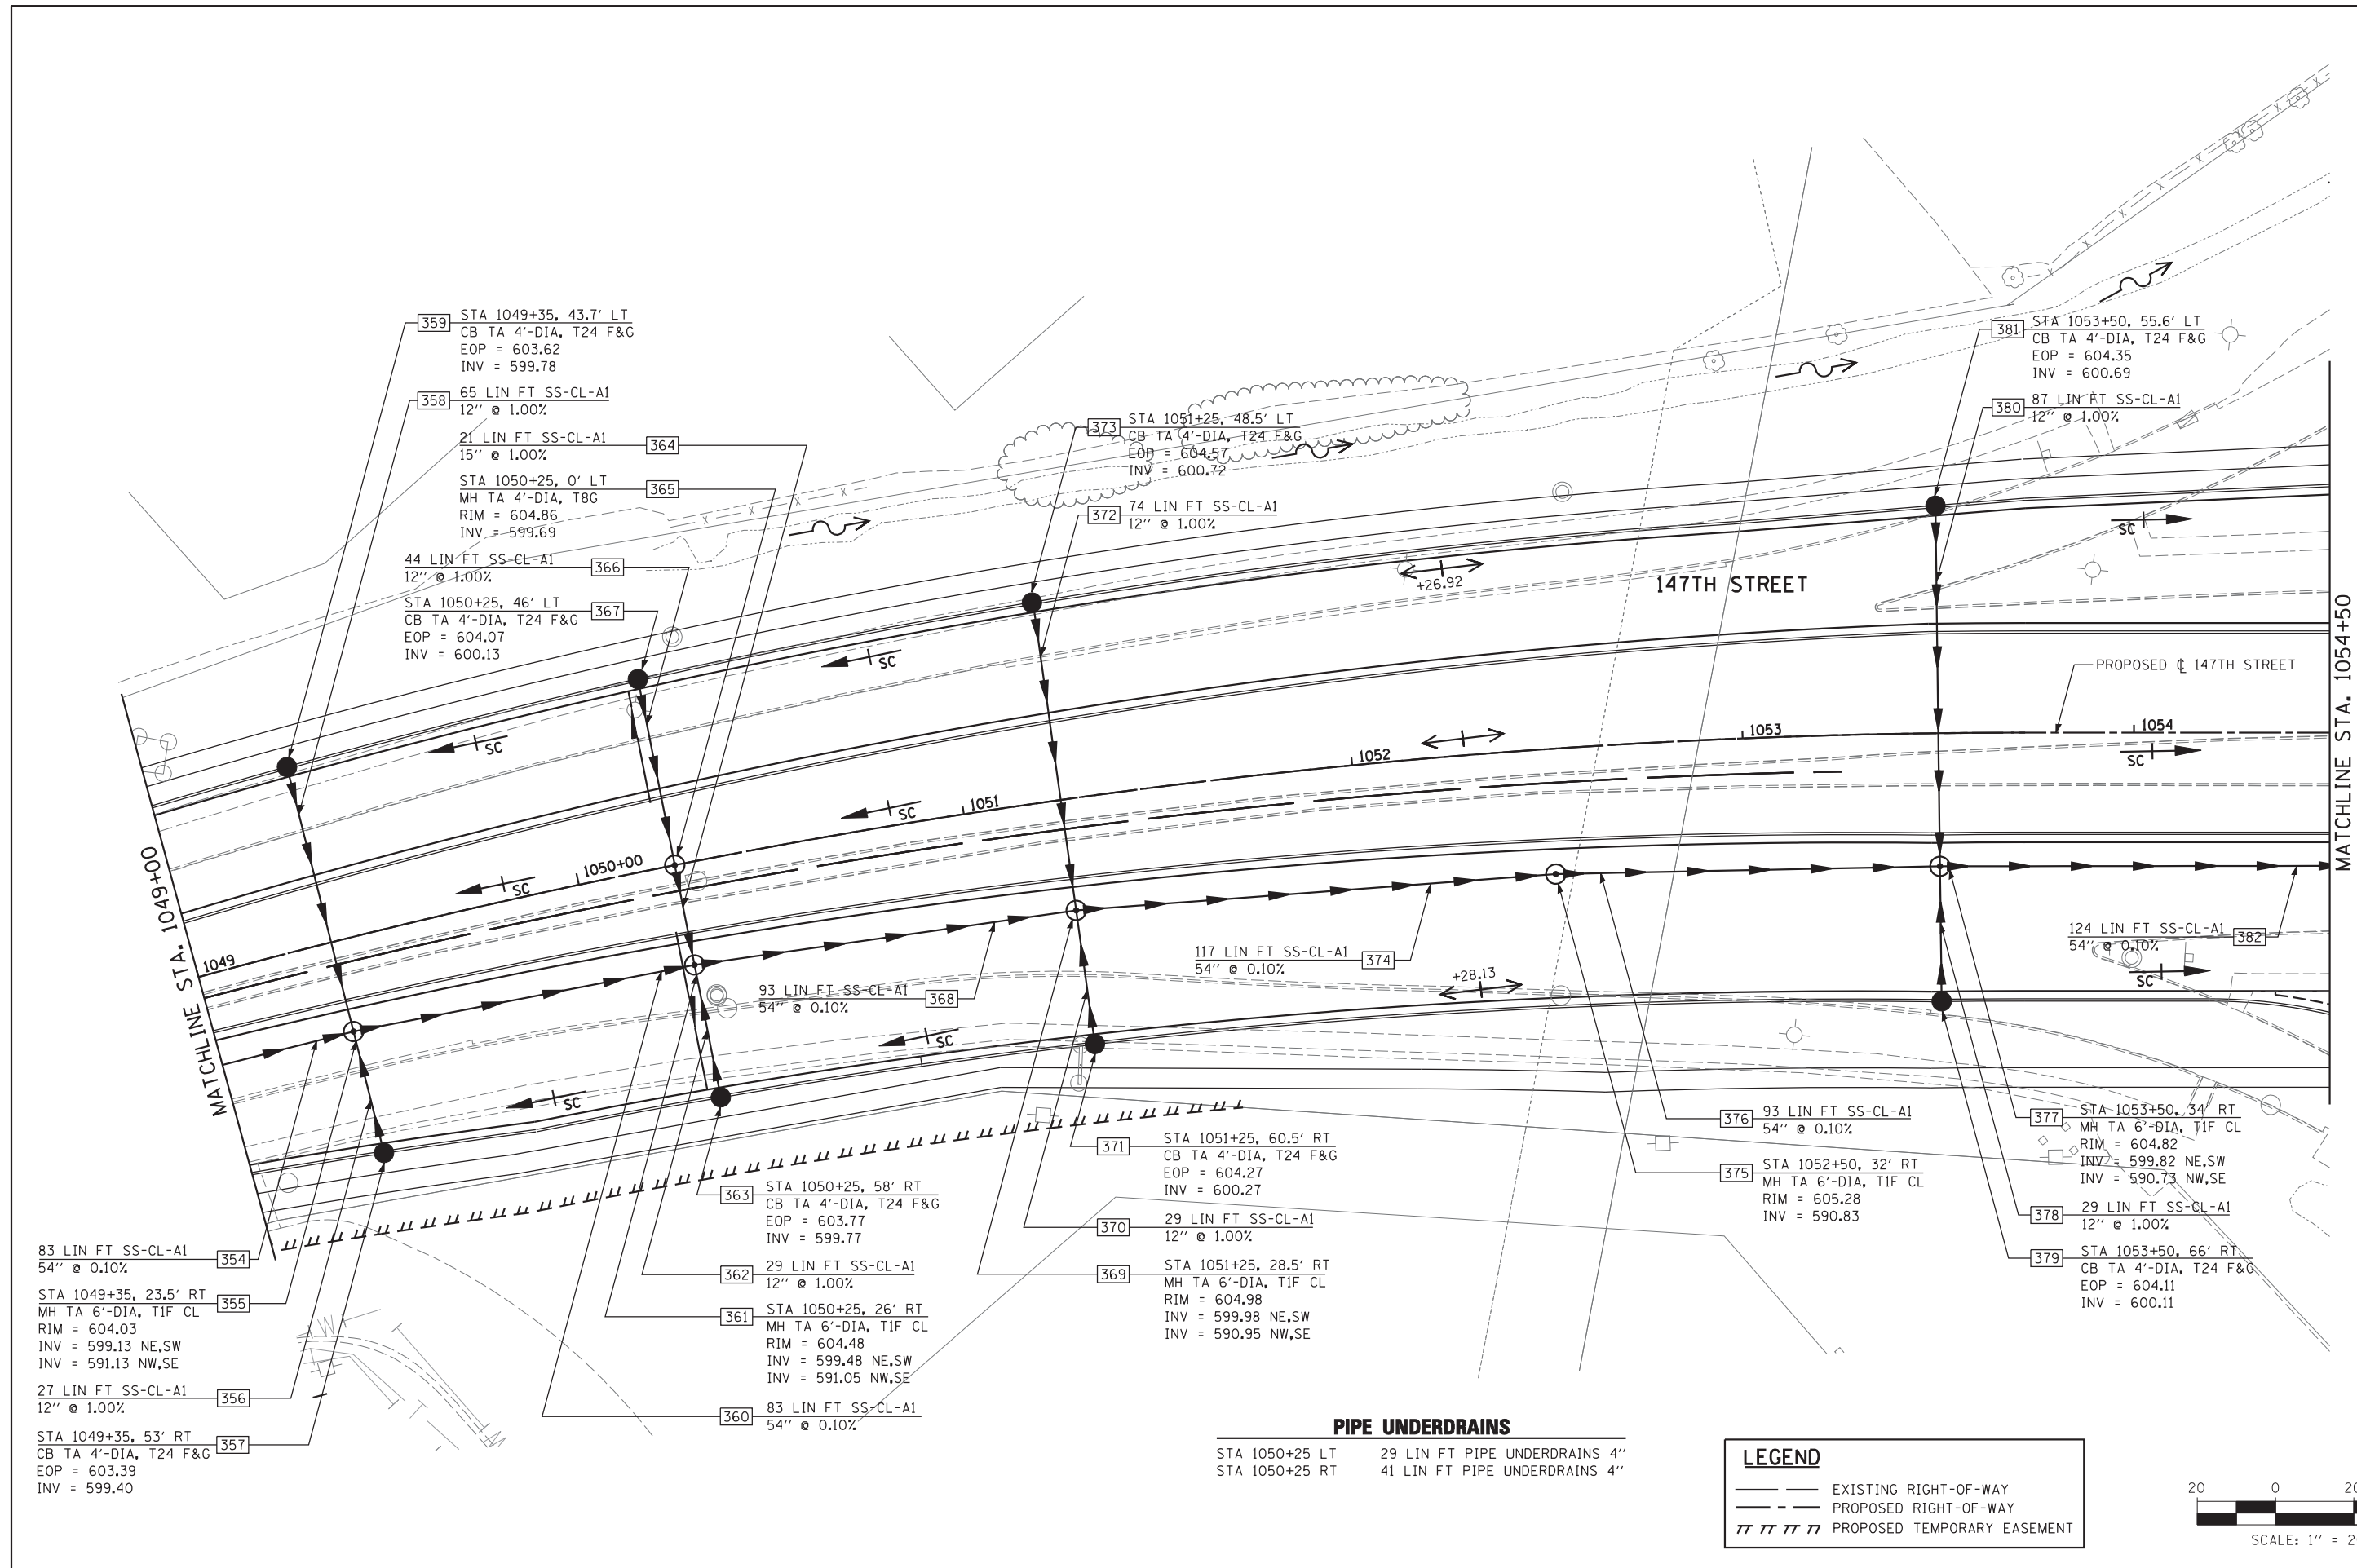 359
STA 1049+35, 43.7' LT
CB TA 4'-DIA, T24 F&G
EOP = 603.62
INV = 599.78
358
65 LIN FT SS-CL-A1
12'' @ 1.00%
21 LIN FT SS-CL-A1
15'' @ 1.00%
364
STA 1050+25, 0' LT
MH TA 4'-DIA, T8G
RIM = 604.86
INV = 599.69
365
44 LIN FT SS-CL-A1
12'' @ 1.00%
366
STA 1050+25, 46' LT
CB TA 4'-DIA, T24 F&G
EOP = 604.07
INV = 600.13
367
373
STA 1051+25, 48.5' LT
CB TA 4'-DIA, T24 F&G
EOP = 604.57
INV = 600.72
372
74 LIN FT SS-CL-A1
12'' @ 1.00%
381
STA 1053+50, 55.6' LT
CB TA 4'-DIA, T24 F&G
EOP = 604.35
INV = 600.69
380
87 LIN FT SS-CL-A1
12'' @ 1.00%
SC
+26.92
147TH STREET
SC
SC
PROPOSED ℄ 147TH STREET
MATCHLINE STA. 1054+50
1054
1053
1052
SC
1051
SC
1050+00
SC
1049
MATCHLINE STA. 1049+00
117 LIN FT SS-CL-A1
54'' @ 0.10%
374
124 LIN FT SS-CL-A1
54'' @ 0.10%
382
93 LIN FT SS-CL-A1
54'' @ 0.10%
368
+28.13
SC
SC
SC
376
93 LIN FT SS-CL-A1
54'' @ 0.10%
377
STA 1053+50, 34' RT
MH TA 6'-DIA, T1F CL
RIM = 604.82
INV = 599.82 NE,SW
INV = 590.73 NW,SE
375
STA 1052+50, 32' RT
MH TA 6'-DIA, T1F CL
RIM = 605.28
INV = 590.83
378
29 LIN FT SS-CL-A1
12'' @ 1.00%
379
STA 1053+50, 66' RT
CB TA 4'-DIA, T24 F&G
EOP = 604.11
INV = 600.11
371
STA 1051+25, 60.5' RT
CB TA 4'-DIA, T24 F&G
EOP = 604.27
INV = 600.27
370
29 LIN FT SS-CL-A1
12'' @ 1.00%
369
STA 1051+25, 28.5' RT
MH TA 6'-DIA, T1F CL
RIM = 604.98
INV = 599.98 NE,SW
INV = 590.95 NW,SE
363
STA 1050+25, 58' RT
CB TA 4'-DIA, T24 F&G
EOP = 603.77
INV = 599.77
362
29 LIN FT SS-CL-A1
12'' @ 1.00%
361
STA 1050+25, 26' RT
MH TA 6'-DIA, T1F CL
RIM = 604.48
INV = 599.48 NE,SW
INV = 591.05 NW,SE
360
83 LIN FT SS-CL-A1
54'' @ 0.10%
83 LIN FT SS-CL-A1
54'' @ 0.10%
354
STA 1049+35, 23.5' RT
MH TA 6'-DIA, T1F CL
RIM = 604.03
INV = 599.13 NE,SW
INV = 591.13 NW,SE
355
27 LIN FT SS-CL-A1
12'' @ 1.00%
356
STA 1049+35, 53' RT
CB TA 4'-DIA, T24 F&G
EOP = 603.39
INV = 599.40
357
PIPE UNDERDRAINS
STA 1050+25 LT 29 LIN FT PIPE UNDERDRAINS 4''
STA 1050+25 RT 41 LIN FT PIPE UNDERDRAINS 4''
LEGEND
EXISTING RIGHT-OF-WAY
PROPOSED RIGHT-OF-WAY
PROPOSED TEMPORARY EASEMENT
20 0
SCALE: 1'' =